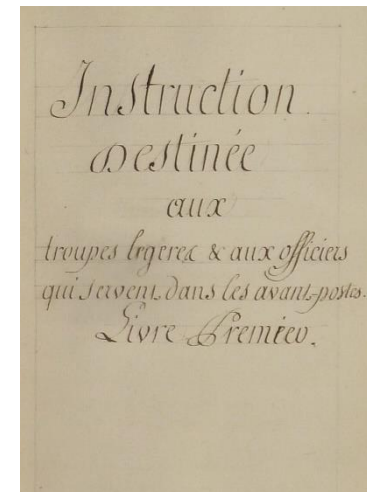 Instruction.
Destinée
aux
troupes legeres & aux officiers
qui servent dans les avant-postes.
Livre Premier.